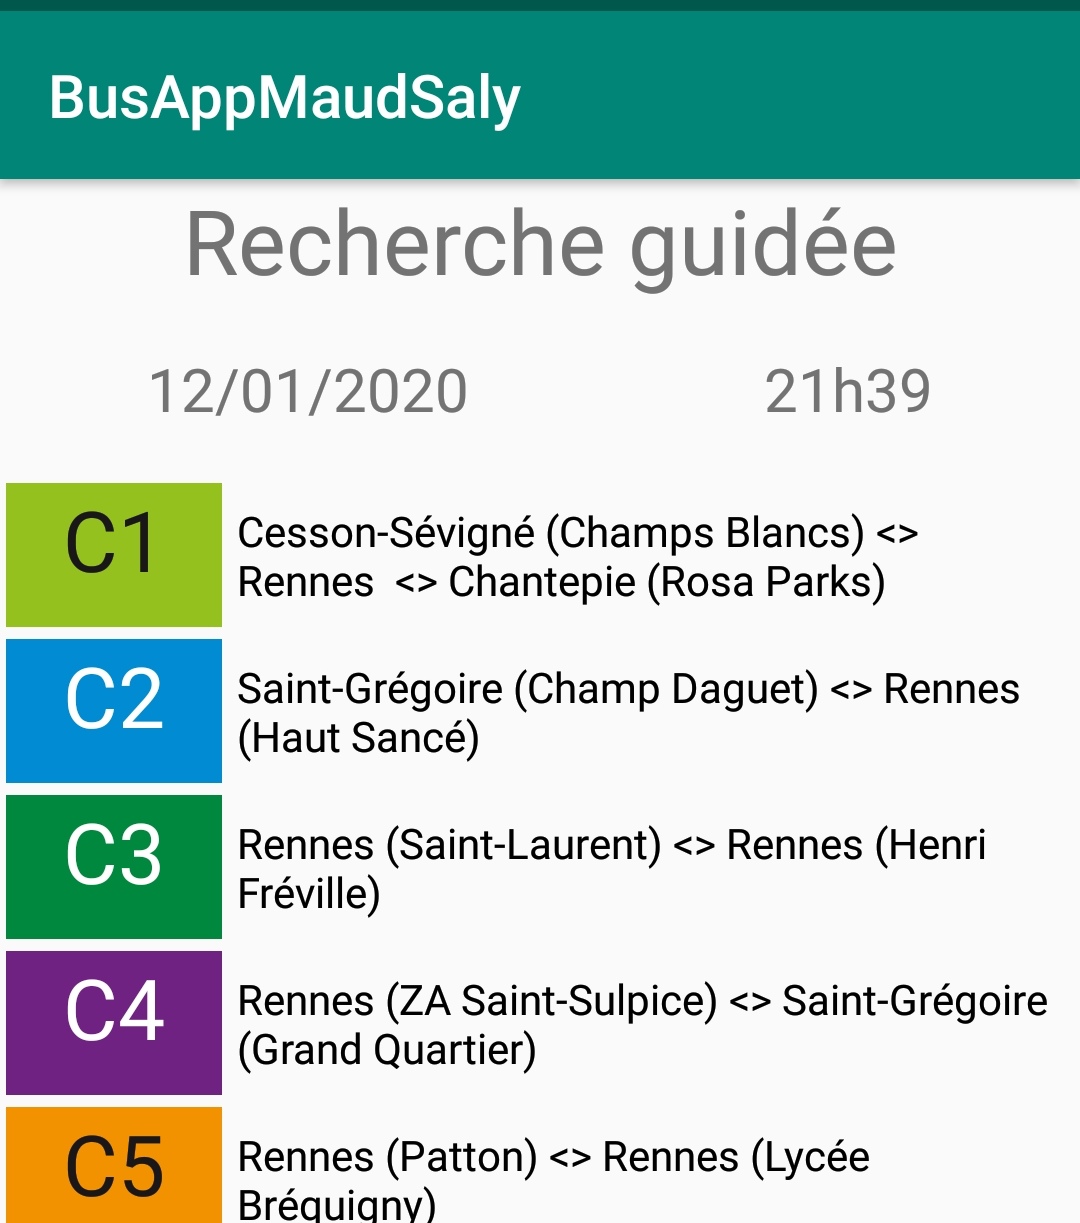 BusAppMaudSaly
Recherche guidée
12/01/2020 21h39
C1
Cesson-Sévigné (Champs Blancs) <>
Rennes  <> Chantepie (Rosa Parks)
C2
Saint-Grégoire (Champ Daguet) <> Rennes
(Haut Sancé)
C3
Rennes (Saint-Laurent) <> Rennes (Henri
Fréville)
C4
Rennes (ZA Saint-Sulpice) <> Saint-Grégoire
(Grand Quartier)
C5
Rennes (Patton) <> Rennes (Lycée
Bréquigny)